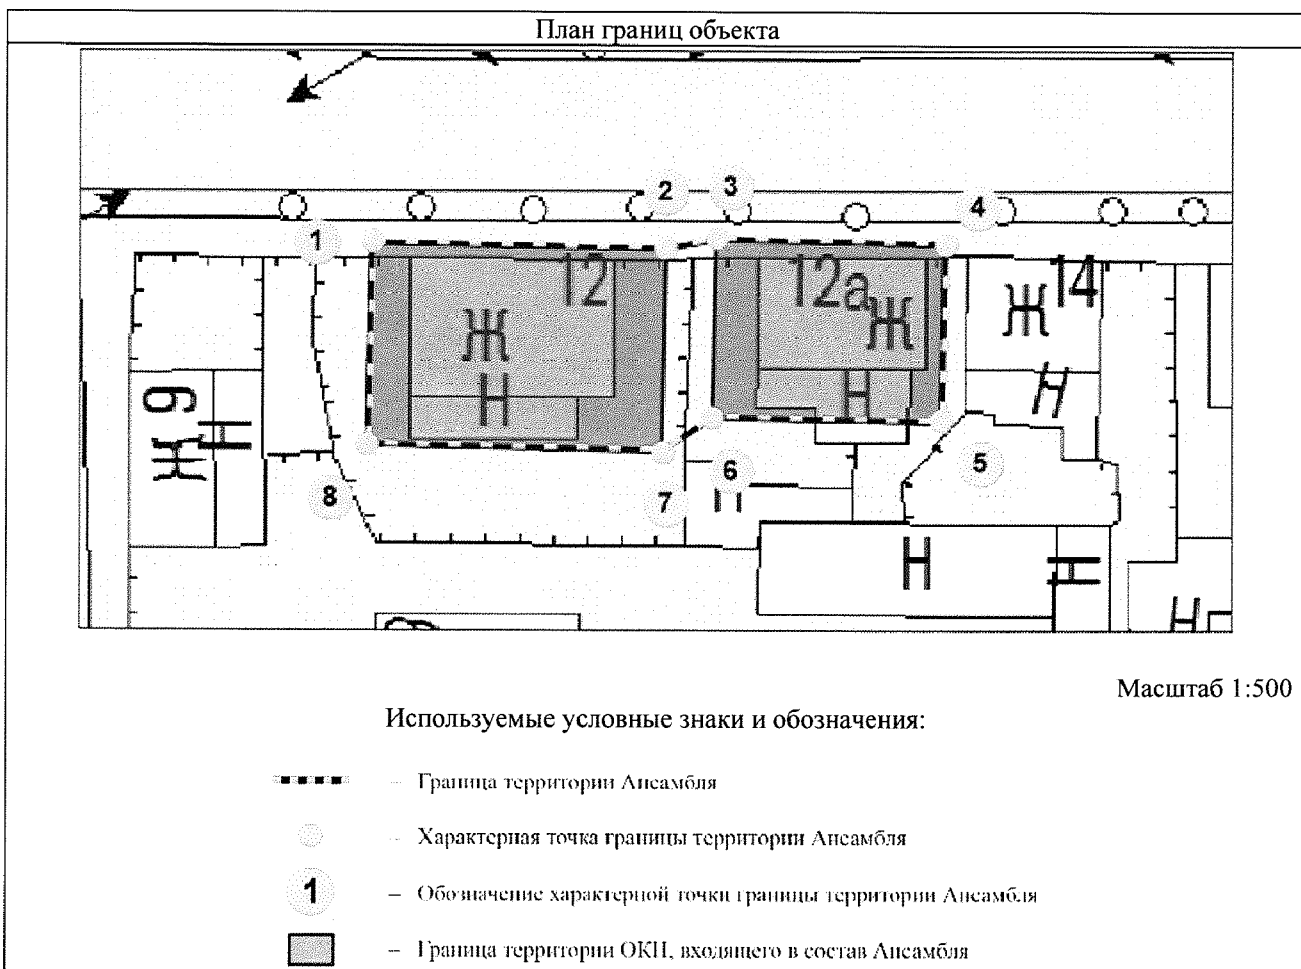 План границ объекта
2 3 4
1
12 12а 14
Ж Ж Ж
Н Н Н
9 Ж Н
5
6
8 7 Н
Н Н
Н
Масштаб 1:500
Используемые условные знаки и обозначения:
– Граница территории Ансамбля
– Характерная точка границы территории Ансамбля
1 – Обозначение характерной точки границы территории Ансамбля
– Граница территории ОКН, входящего в состав Ансамбля